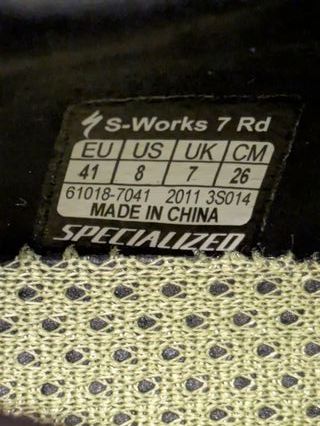 S-Works 7 Rd
EU US UK CM
41 8 7 26
61018-7041 2011 3S014
MADE IN CHINA
SPECIALIZED